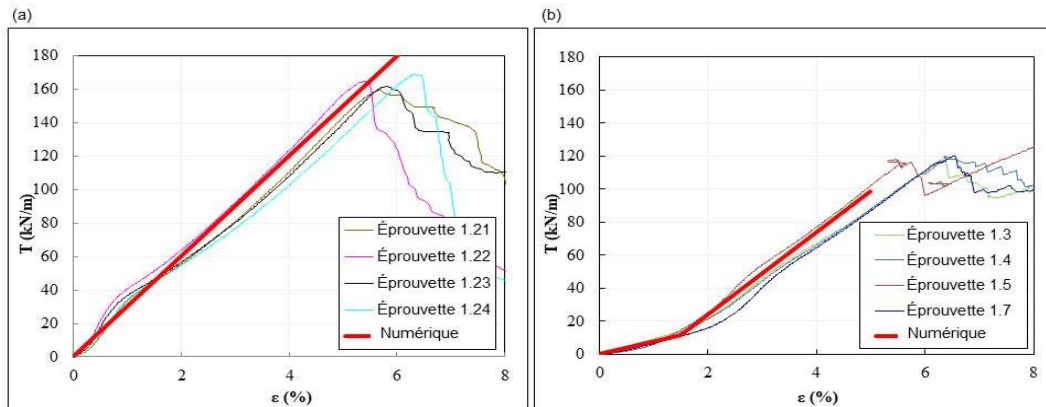 (a)
180
160
140
120
100
80
60
40
20
0
T (kN/m)
0 2 4 6 8
ε (%)
Éprouvette 1.21
Éprouvette 1.22
Éprouvette 1.23
Éprouvette 1.24
Numérique
(b)
180
160
140
120
100
80
60
40
20
0
T (kN/m)
0 2 4 6 8
ε (%)
Éprouvette 1.3
Éprouvette 1.4
Éprouvette 1.5
Éprouvette 1.7
Numérique